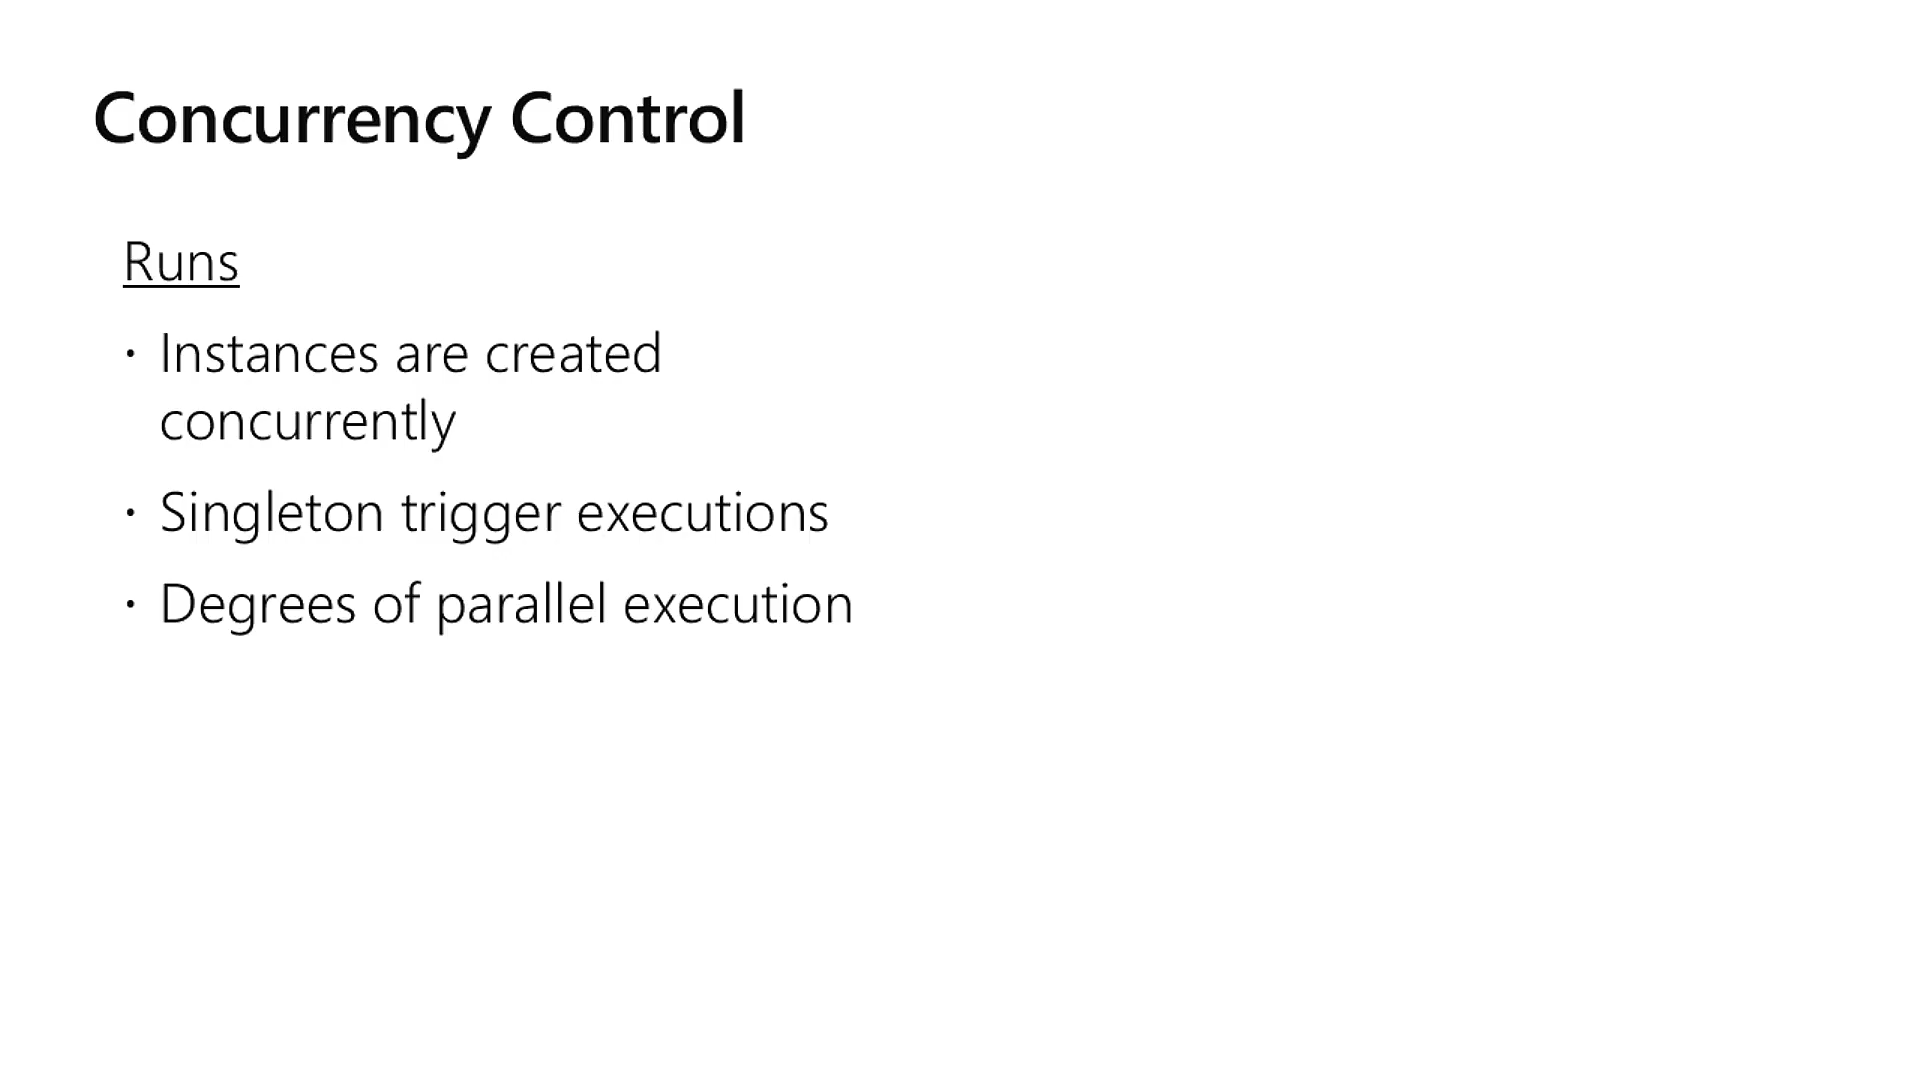 Concurrency Control
Runs
· Instances are created
concurrently
· Singleton trigger executions
· Degrees of parallel execution